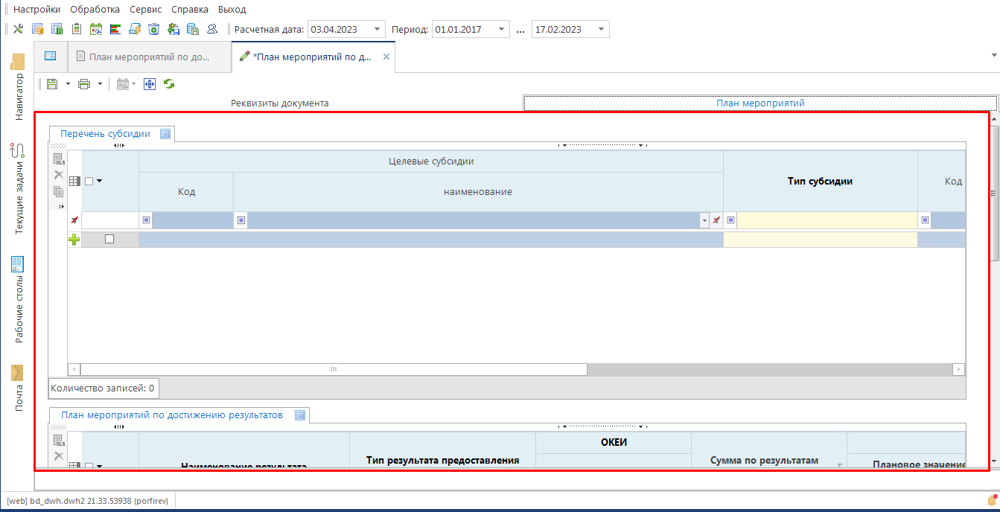 Настройки Обработка Сервис Справка Выход
Расчетная дата: 03.04.2023 Период: 01.01.2017 ... 17.02.2023
План мероприятий по до... *План мероприятий по д...
Навигатор
Текущие задачи
Рабочие столы
Почта
Реквизиты документа План мероприятий
Перечень субсидии
XLS
Целевые субсидии
Тип субсидии
Код наименование Код
Количество записей: 0
План мероприятий по достижению результатов
XLS
ОКЕИ
Наименование результата Тип результата предоставления Сумма по результатам Плановое значение
[web] bd_dwh.dwh2 21.33.53938 (porfirev)